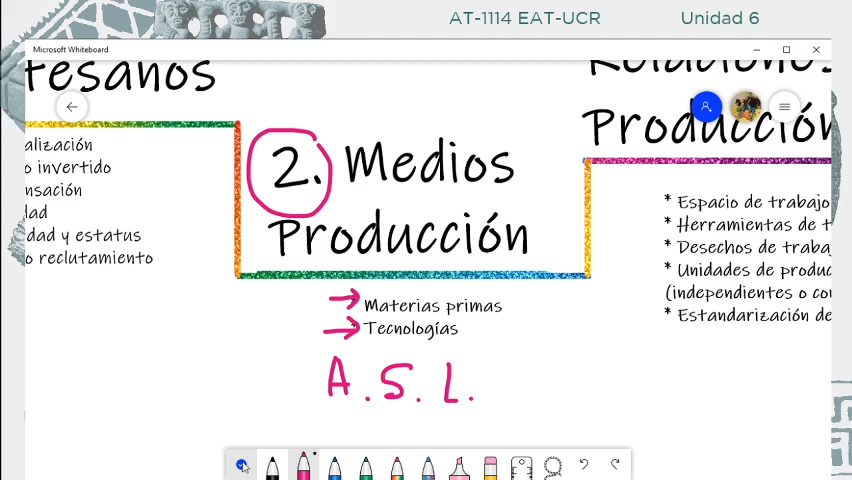 AT-1114 EAT-UCR Unidad 6
Microsoft Whiteboard
tesanos
alización
o invertido
nsación
dad
dad y estatus
o reclutamiento
2. Medios
Producción
Materias primas
Tecnologías
A. S. L.
Relaciones
Producción
* Espacio de trabajo
* Herramientas de t
* Desechos de traba
* Unidades de produc
(independientes o co
* Estandarización de